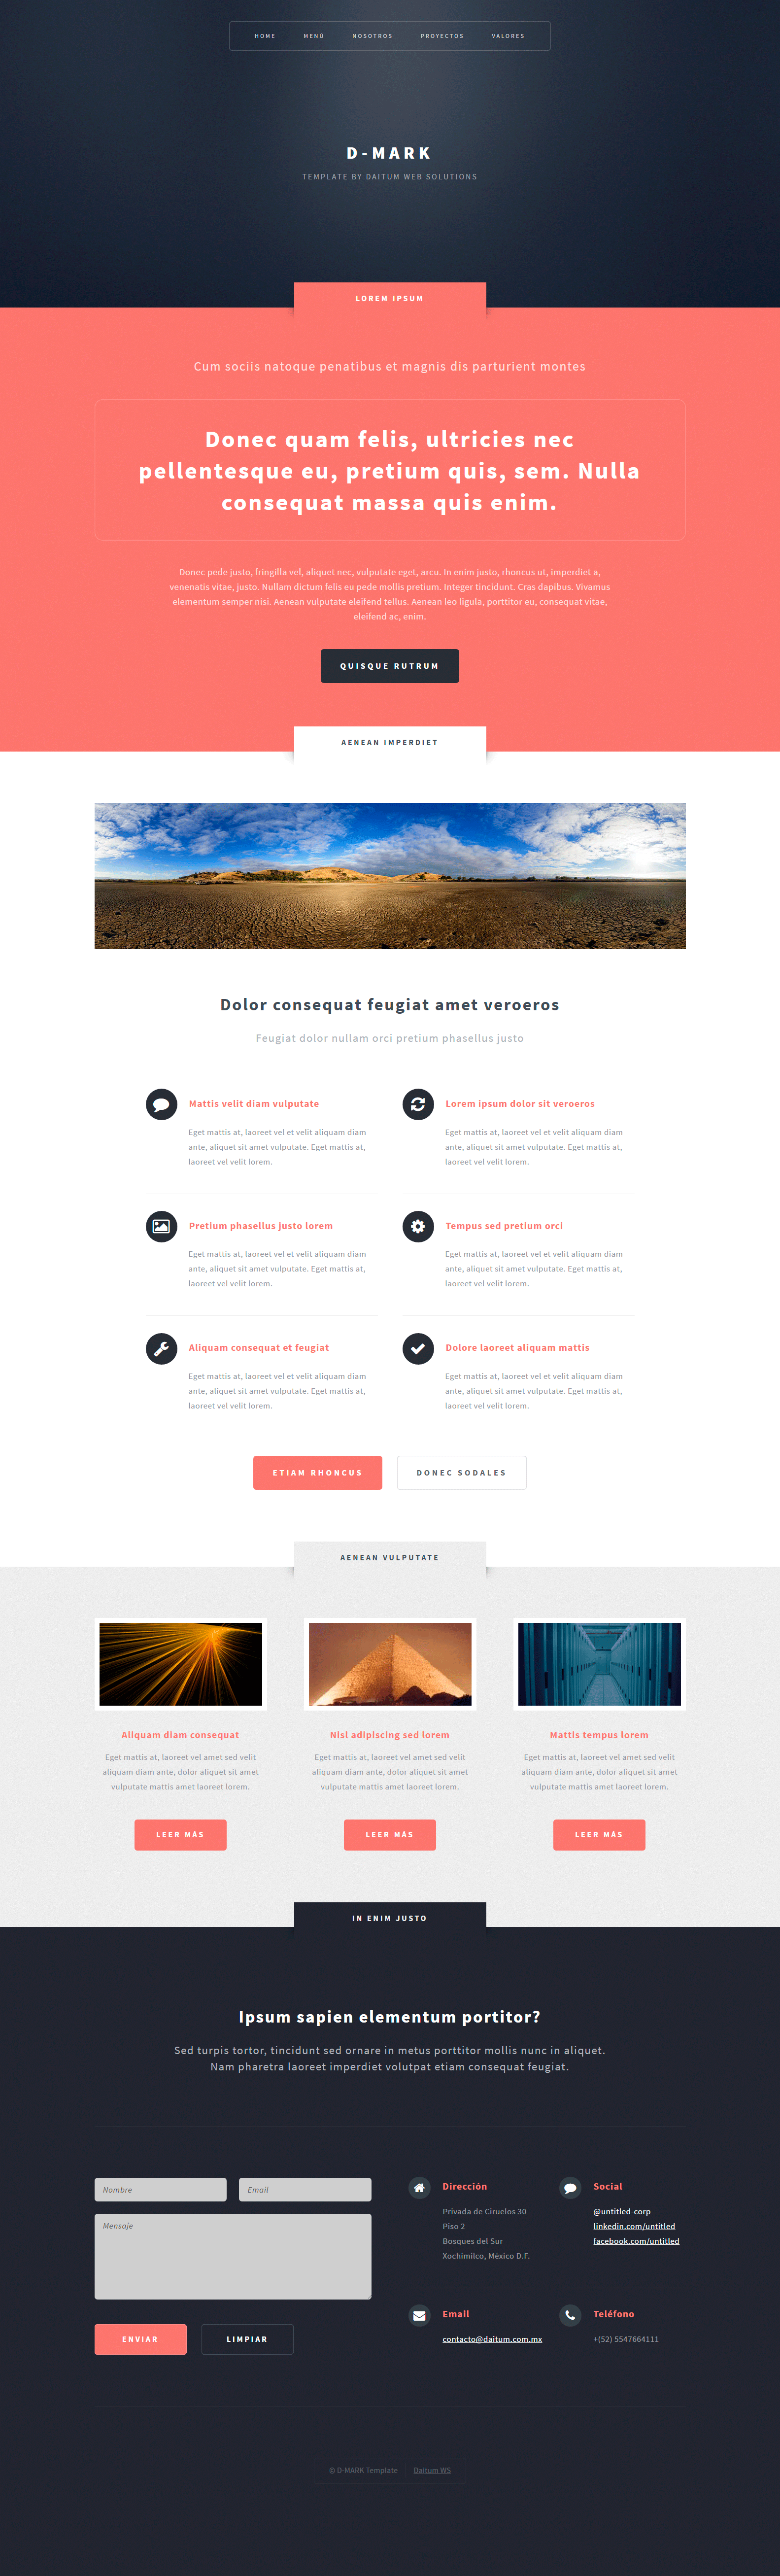 HOME MENÚ NOSOTROS PROYECTOS VALORES
D-MARK
TEMPLATE BY DAITUM WEB SOLUTIONS
LOREM IPSUM
Cum sociis natoque penatibus et magnis dis parturient montes
Donec quam felis, ultricies nec
pellentesque eu, pretium quis, sem. Nulla
consequat massa quis enim.
Donec pede justo, fringilla vel, aliquet nec, vulputate eget, arcu. In enim justo, rhoncus ut, imperdiet a,
venenatis vitae, justo. Nullam dictum felis eu pede mollis pretium. Integer tincidunt. Cras dapibus. Vivamus
elementum semper nisi. Aenean vulputate eleifend tellus. Aenean leo ligula, porttitor eu, consequat vitae,
eleifend ac, enim.
QUISQUE RUTRUM
AENEAN IMPERDIET
Dolor consequat feugiat amet veroeros
Feugiat dolor nullam orci pretium phasellus justo
Mattis velit diam vulputate
Eget mattis at, laoreet vel et velit aliquam diam
ante, aliquet sit amet vulputate. Eget mattis at,
laoreet vel velit lorem.
Lorem ipsum dolor sit veroeros
Eget mattis at, laoreet vel et velit aliquam diam
ante, aliquet sit amet vulputate. Eget mattis at,
laoreet vel velit lorem.
Pretium phasellus justo lorem
Eget mattis at, laoreet vel et velit aliquam diam
ante, aliquet sit amet vulputate. Eget mattis at,
laoreet vel velit lorem.
Tempus sed pretium orci
Eget mattis at, laoreet vel et velit aliquam diam
ante, aliquet sit amet vulputate. Eget mattis at,
laoreet vel velit lorem.
Aliquam consequat et feugiat
Eget mattis at, laoreet vel et velit aliquam diam
ante, aliquet sit amet vulputate. Eget mattis at,
laoreet vel velit lorem.
Dolore laoreet aliquam mattis
Eget mattis at, laoreet vel et velit aliquam diam
ante, aliquet sit amet vulputate. Eget mattis at,
laoreet vel velit lorem.
ETIAM RHONCUS
DONEC SODALES
AENEAN VULPUTATE
Aliquam diam consequat
Eget mattis at, laoreet vel amet sed velit
aliquam diam ante, dolor aliquet sit amet
vulputate mattis amet laoreet lorem.
LEER MÁS
Nisl adipiscing sed lorem
Eget mattis at, laoreet vel amet sed velit
aliquam diam ante, dolor aliquet sit amet
vulputate mattis amet laoreet lorem.
LEER MÁS
Mattis tempus lorem
Eget mattis at, laoreet vel amet sed velit
aliquam diam ante, dolor aliquet sit amet
vulputate mattis amet laoreet lorem.
LEER MÁS
IN ENIM JUSTO
Ipsum sapien elementum portitor?
Sed turpis tortor, tincidunt sed ornare in metus porttitor mollis nunc in aliquet.
Nam pharetra laoreet imperdiet volutpat etiam consequat feugiat.
Nombre
Email
Mensaje
ENVIAR
LIMPIAR
Dirección
Privada de Ciruelos 30
Piso 2
Bosques del Sur
Xochimilco, México D.F.
Social
@untitled-corp
linkedin.com/untitled
facebook.com/untitled
Email
contacto@daitum.com.mx
Teléfono
+(52) 5547664111
© D-MARK Template Daitum WS